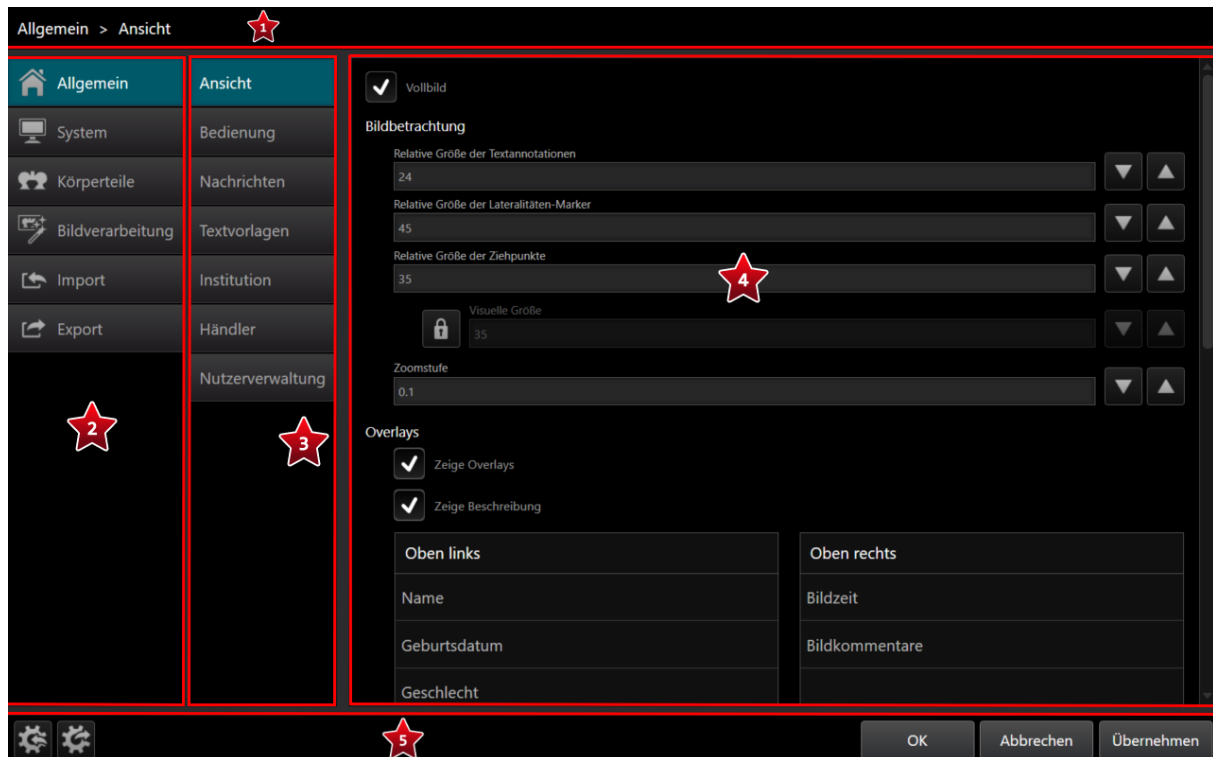 Allgemein > Ansicht
1
Allgemein
System
Körperteile
Bildverarbeitung
Import
Export
2
Ansicht
Bedienung
Nachrichten
Textvorlagen
Institution
Händler
Nutzerverwaltung
3
Vollbild
Bildbetrachtung
Relative Größe der Textannotationen
24
Relative Größe der Lateralitäten-Marker
45
Relative Größe der Ziehpunkte
35
4
Visuelle Größe
35
Zoomstufe
0.1
Overlays
Zeige Overlays
Zeige Beschreibung
Oben links
Name
Geburtsdatum
Geschlecht
Oben rechts
Bildzeit
Bildkommentare
5
OK
Abbrechen
Übernehmen